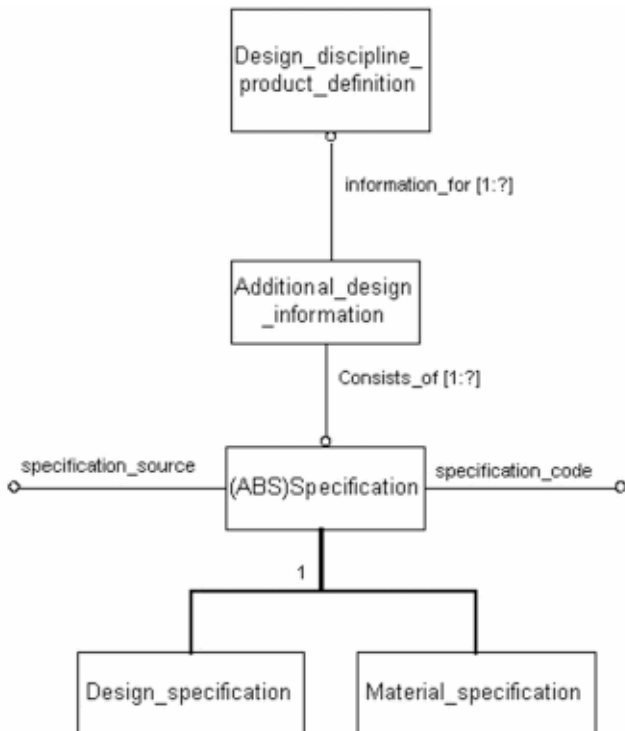 Design_discipline_
product_definition
information_for [1:?]
Additional_design
_information
Consists_of [1:?]
specification_source
(ABS)Specification
specification_code
1
Design_specification
Material_specification